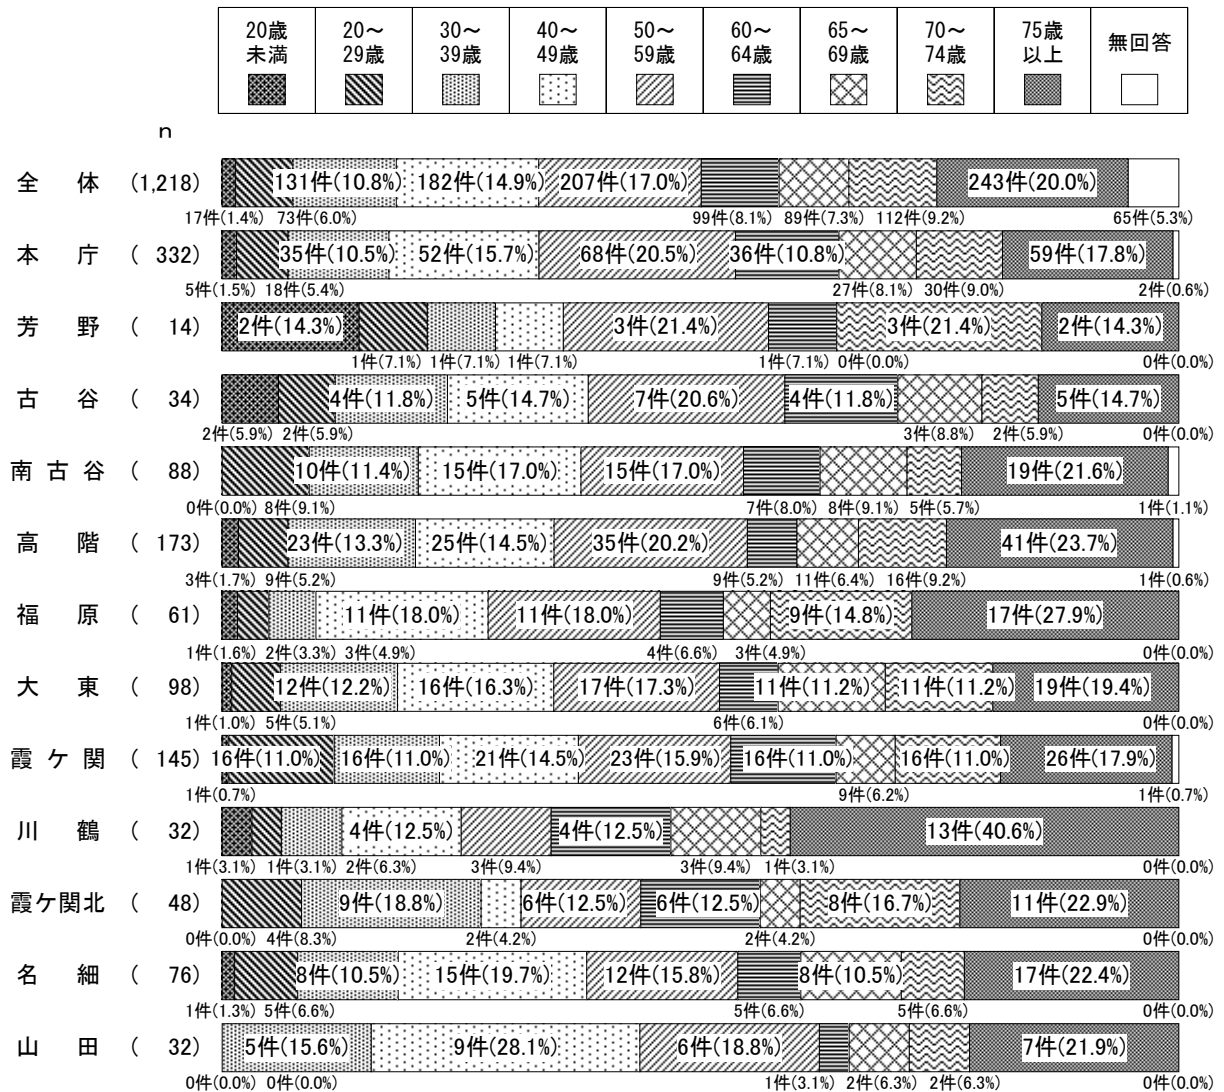 20歳 20～ 30～ 40～ 50～ 60～ 65～ 70～ 75歳 無回答
未満 29歳 39歳 49歳 59歳 64歳 69歳 74歳 以上
n
全体 (1,218) 131件(10.8%) 182件(14.9%) 207件(17.0%) 243件(20.0%)
17件(1.4%) 73件(6.0%) 99件(8.1%) 89件(7.3%) 112件(9.2%) 65件(5.3%)
本庁 ( 332) 35件(10.5%) 52件(15.7%) 68件(20.5%) 36件(10.8%) 59件(17.8%)
5件(1.5%) 18件(5.4%) 27件(8.1%) 30件(9.0%) 2件(0.6%)
芳野 ( 14) 2件(14.3%) 3件(21.4%) 3件(21.4%) 2件(14.3%)
1件(7.1%) 1件(7.1%) 1件(7.1%) 1件(7.1%) 0件(0.0%) 0件(0.0%)
古谷 ( 34) 4件(11.8%) 5件(14.7%) 7件(20.6%) 4件(11.8%) 5件(14.7%)
2件(5.9%) 2件(5.9%) 3件(8.8%) 2件(5.9%) 0件(0.0%)
南古谷 ( 88) 10件(11.4%) 15件(17.0%) 15件(17.0%) 19件(21.6%)
0件(0.0%) 8件(9.1%) 7件(8.0%) 8件(9.1%) 5件(5.7%) 1件(1.1%)
高階 ( 173) 23件(13.3%) 25件(14.5%) 35件(20.2%) 41件(23.7%)
3件(1.7%) 9件(5.2%) 9件(5.2%) 11件(6.4%) 16件(9.2%) 1件(0.6%)
福原 ( 61) 11件(18.0%) 11件(18.0%) 9件(14.8%) 17件(27.9%)
1件(1.6%) 2件(3.3%) 3件(4.9%) 4件(6.6%) 3件(4.9%) 0件(0.0%)
大東 ( 98) 12件(12.2%) 16件(16.3%) 17件(17.3%) 11件(11.2%) 11件(11.2%) 19件(19.4%)
1件(1.0%) 5件(5.1%) 6件(6.1%) 0件(0.0%)
霞ケ関 ( 145) 16件(11.0%) 16件(11.0%) 21件(14.5%) 23件(15.9%) 16件(11.0%) 16件(11.0%) 26件(17.9%)
1件(0.7%) 9件(6.2%) 1件(0.7%)
川鶴 ( 32) 4件(12.5%) 4件(12.5%) 13件(40.6%)
1件(3.1%) 1件(3.1%) 2件(6.3%) 3件(9.4%) 3件(9.4%) 1件(3.1%) 0件(0.0%)
霞ケ関北 ( 48) 9件(18.8%) 6件(12.5%) 6件(12.5%) 8件(16.7%) 11件(22.9%)
0件(0.0%) 4件(8.3%) 2件(4.2%) 2件(4.2%) 0件(0.0%)
名細 ( 76) 8件(10.5%) 15件(19.7%) 12件(15.8%) 8件(10.5%) 17件(22.4%)
1件(1.3%) 5件(6.6%) 5件(6.6%) 5件(6.6%) 0件(0.0%)
山田 ( 32) 5件(15.6%) 9件(28.1%) 6件(18.8%) 7件(21.9%)
0件(0.0%) 0件(0.0%) 1件(3.1%) 2件(6.3%) 2件(6.3%) 0件(0.0%)